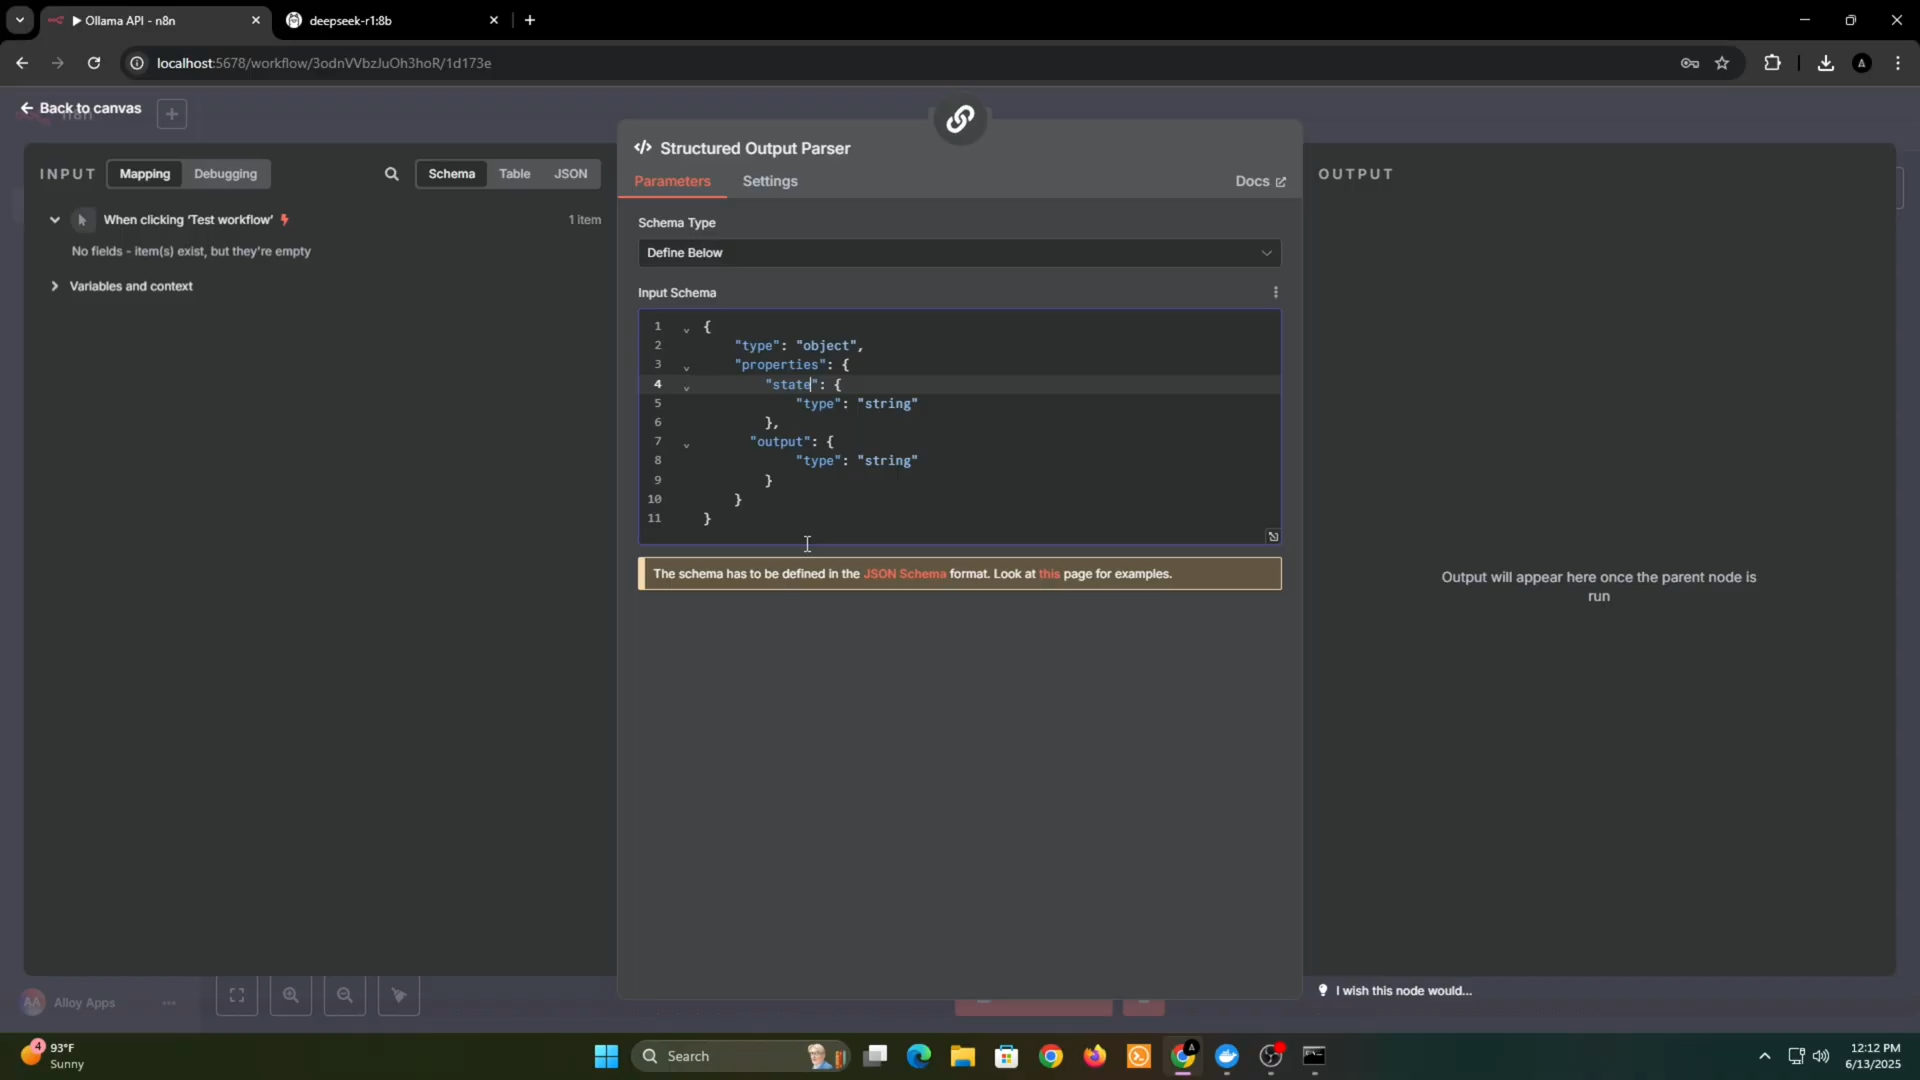 ▶ Ollama API - n8n
deepseek-r1:8b
localhost:5678/workflow/3odnVVbzJuOh3hoR/1d173e
A
Back to canvas
n8n
INPUT
Mapping
Debugging
Schema
Table
JSON
When clicking ‘Test workflow’
1 item
No fields - item(s) exist, but they're empty
Variables and context
Structured Output Parser
Parameters
Settings
Docs
Schema Type
Define Below
Input Schema
1 {
2 "type": "object",
3 "properties": {
4 "state": {
5 "type": "string"
6 },
7 "output": {
8 "type": "string"
9 }
10 }
11 }
The schema has to be defined in the JSON Schema format. Look at this page for examples.
OUTPUT
Output will appear here once the parent node is
run
I wish this node would...
AA
Alloy Apps
4
93°F
Sunny
Search
A
12:12 PM
6/13/2025